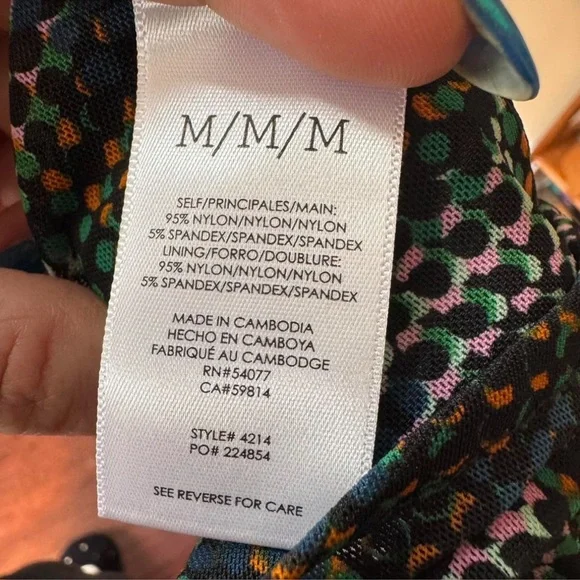 M/M/M
SELF/PRINCIPALES/MAIN:
95% NYLON/NYLON/NYLON
5% SPANDEX/SPANDEX/SPANDEX
LINING/FORRO/DOUBLURE:
95% NYLON/NYLON/NYLON
5% SPANDEX/SPANDEX/SPANDEX
MADE IN CAMBODIA
HECHO EN CAMBOYA
FABRIQUÉ AU CAMBODGE
RN#54077
CA#59814
STYLE# 4214
PO# 224854
SEE REVERSE FOR CARE